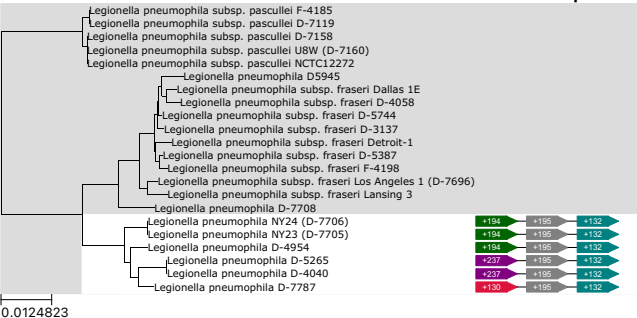 Legionella pneumophila subsp. pascullei F-4185
Legionella pneumophila subsp. pascullei D-7119
Legionella pneumophila subsp. pascullei D-7158
Legionella pneumophila subsp. pascullei U8W (D-7160)
Legionella pneumophila subsp. pascullei NCTC12272
Legionella pneumophila D5945
Legionella pneumophila subsp. fraseri Dallas 1E
Legionella pneumophila subsp. fraseri D-4058
Legionella pneumophila subsp. fraseri D-5744
Legionella pneumophila subsp. fraseri D-3137
Legionella pneumophila subsp. fraseri Detroit-1
Legionella pneumophila subsp. fraseri D-5387
Legionella pneumophila subsp. fraseri F-4198
Legionella pneumophila subsp. fraseri Los Angeles 1 (D-7696)
Legionella pneumophila subsp. fraseri Lansing 3
Legionella pneumophila D-7708
Legionella pneumophila NY24 (D-7706) +194 +195 +132
Legionella pneumophila NY23 (D-7705) +194 +195 +132
Legionella pneumophila D-4954 +194 +195 +132
Legionella pneumophila D-5265 +237 +195 +132
Legionella pneumophila D-4040 +237 +195 +132
Legionella pneumophila D-7787 +130 +195 +132
0.0124823